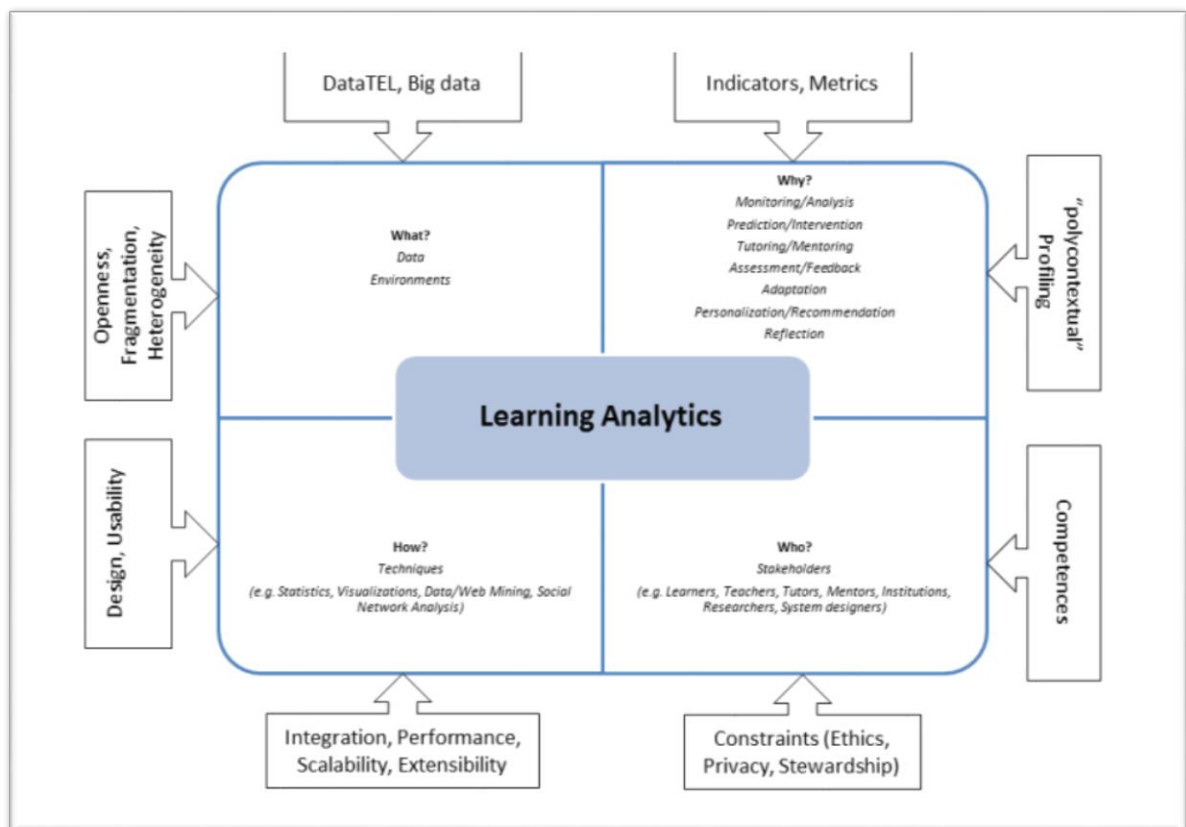 DataTEL, Big data
Indicators, Metrics
Openness,
Fragmentation,
Heterogeneity
What?
Data
Environments
Why?
Monitoring/Analysis
Prediction/Intervention
Tutoring/Mentoring
Assessment/Feedback
Adaptation
Personalization/Recommendation
Reflection
“polycontextual”
Profiling
Learning Analytics
Design, Usability
How?
Techniques
(e.g. Statistics, Visualizations, Data/Web Mining, Social
Network Analysis)
Who?
Stakeholders
(e.g. Learners, Teachers, Tutors, Mentors, Institutions,
Researchers, System designers)
Competences
Integration, Performance,
Scalability, Extensibility
Constraints (Ethics,
Privacy, Stewardship)